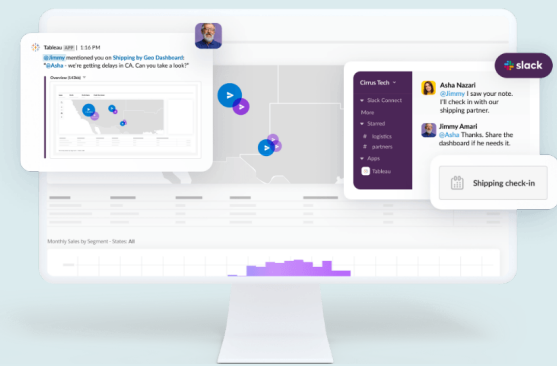 Tableau APP | 1:16 PM
@Jimmy mentioned you on Shipping by Geo Dashboard:
"@Asha - we're getting delays in CA. Can you take a look?"
Overview (143kb)
slack
Cirrus Tech
Slack Connect
More
Starred
# logistics
# partners
Apps
Tableau
Asha Nazari
@Jimmy I saw your note.
I'll check in with our
shipping partner.
Jimmy Amari
@Asha Thanks. Share the
dashboard if he needs it.
Shipping check-in
Monthly Sales by Segment - States: All